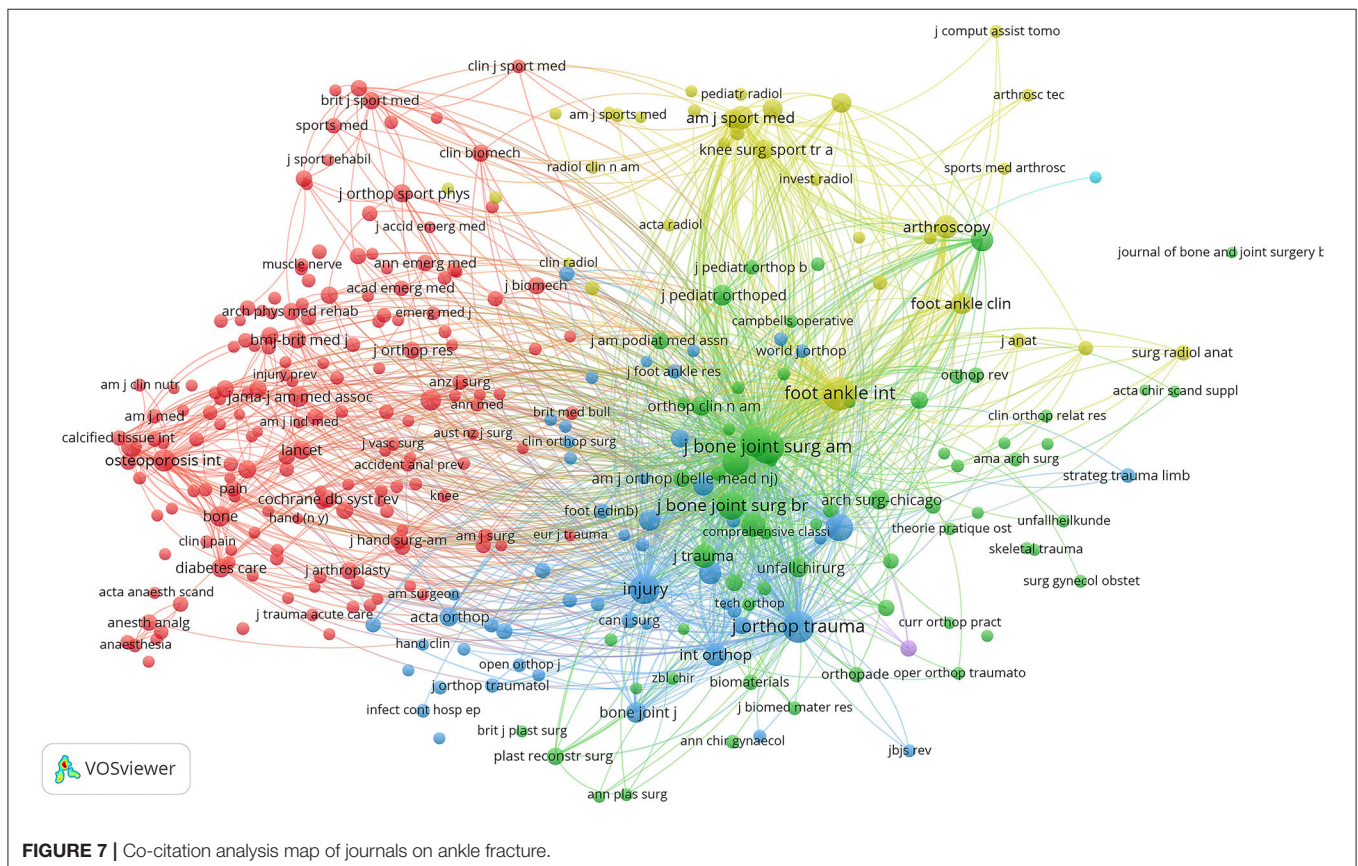 j comput assist tomo
clin j sport med
brit j sport med
pediatr radiol
arthrosc tec
am j sports med
am j sport med
sports med
knee surg sport tr a
clin biomech
j sport rehabil
radiol clin n am
sports med arthrosc
invest radiol
j orthop sport phys
j accid emerg med
acta radiol
arthroscopy
journal of bone and joint surgery b
muscle nerve
ann emerg med
clin radiol
j pediatr orthop b
acad emerg med
j biomech
j pediatr orthoped
foot ankle clin
arch phys med rehab
emerg med j
campbells operative
bmj-brit med j
j orthop res
j am podiat med assn
world j orthop
j anat
surg radiol anat
injury prev
j foot ankle res
orthop rev
am j clin nutr
anz j surg
foot ankle int
acta chir scand suppl
jama-j am med assoc
ann med
orthop clin n am
am j med
am j ind med
brit med bull
clin orthop relat res
calcified tissue int
j vasc surg
aust nz j surg
clin orthop surg
j bone joint surg am
lancet
osteoporosis int
accident anal prev
ama arch surg
strateg trauma limb
pain
am j orthop (belle mead nj)
cochrane db syst rev
knee
arch surg-chicago
bone
hand (n y)
foot (edinb)
j bone joint surg br
unfallheilkunde
eur j trauma
comprehensive classi
theorie pratique ost
clin j pain
j hand surg-am
am j surg
skeletal trauma
j trauma
diabetes care
j arthroplasty
unfallchirurg
surg gynecol obstet
acta anaesth scand
am surgeon
injury
tech orthop
j trauma acute care
acta orthop
can j surg
j orthop trauma
curr orthop pract
anesth analg
anaesthesia
hand clin
int orthop
open orthop j
zbl chir
biomaterials
orthopade
oper orthop traumato
j orthop traumatol
infect cont hosp ep
bone joint j
j biomed mater res
brit j plast surg
ann chir gynaecol
jbjs rev
plast reconstr surg
ann plas surg
VOSviewer
FIGURE 7 | Co-citation analysis map of journals on ankle fracture.